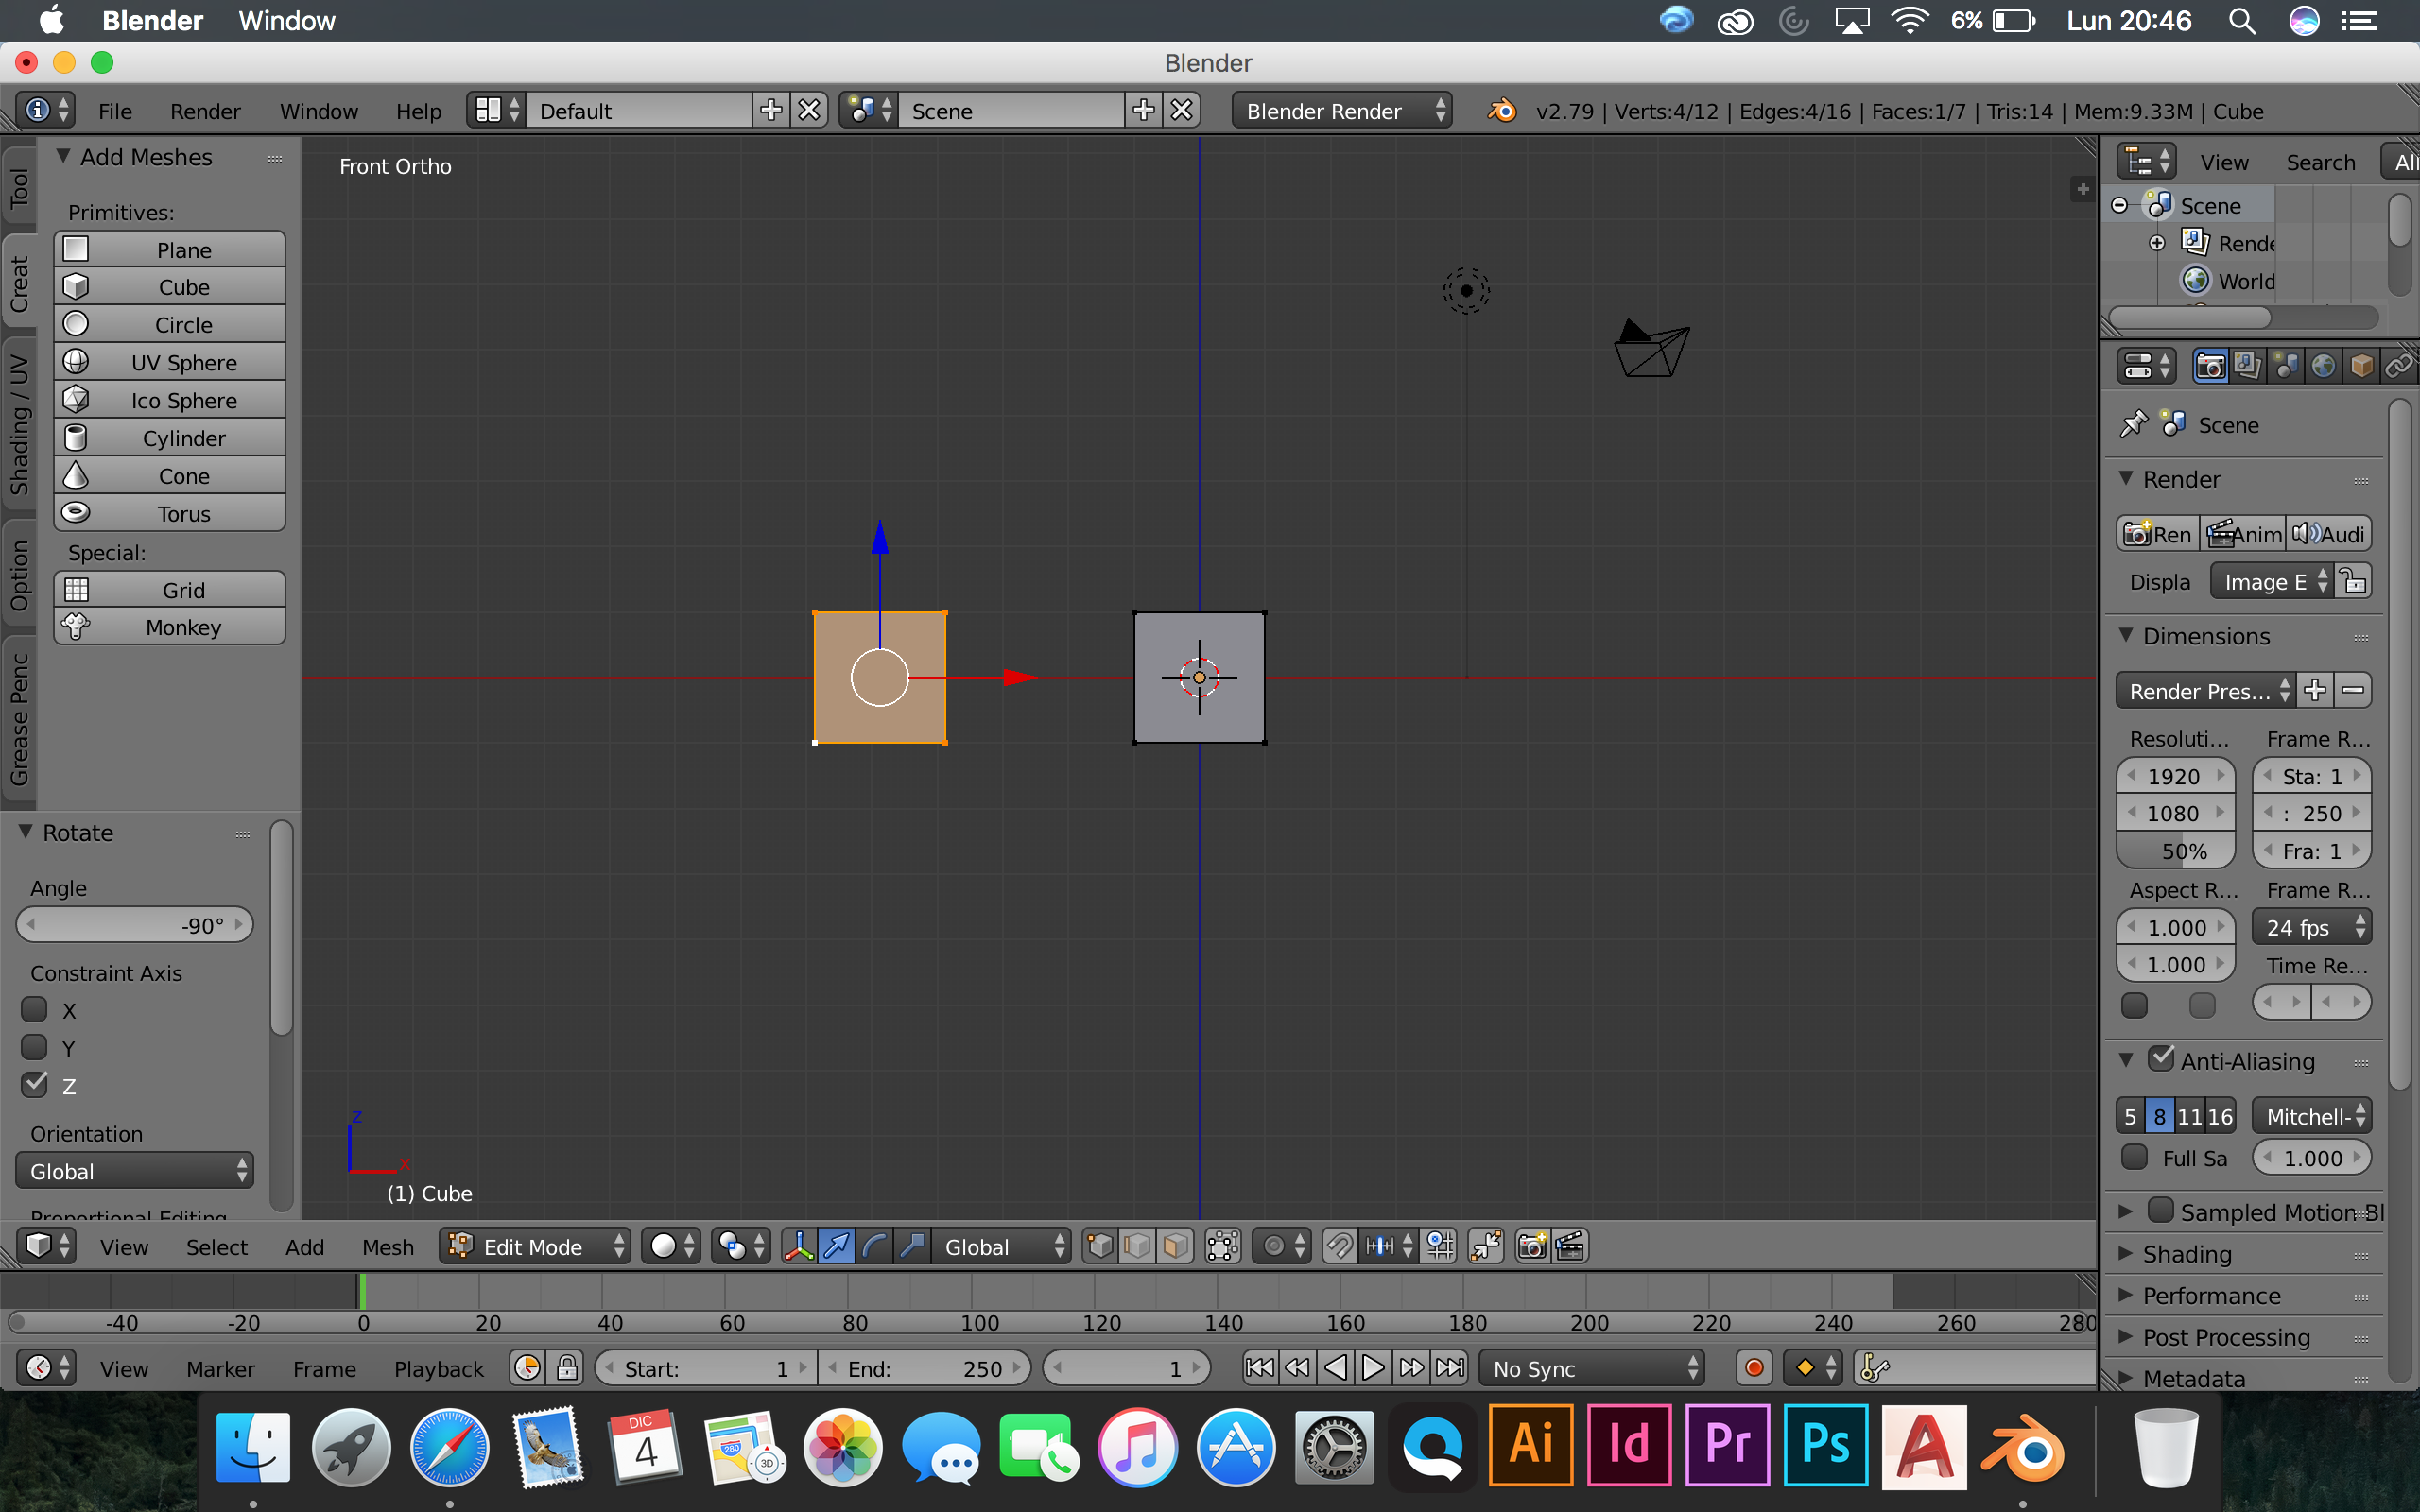 Blender Window 6% Lun 20:46
Blender
File Render Window Help Default Scene Blender Render v2.79 | Verts:4/12 | Edges:4/16 | Faces:1/7 | Tris:14 | Mem:9.33M | Cube
Tool
Creat
Shading / UV
Option
Grease Penc
Add Meshes
Primitives:
Plane
Cube
Circle
UV Sphere
Ico Sphere
Cylinder
Cone
Torus
Special:
Grid
Monkey
Rotate
Angle
-90°
Constraint Axis
X
Y
Z
Orientation
Global
Proportional Editing
Front Ortho
z
x
(1) Cube
View Select Add Mesh Edit Mode Global
-40 -20 0 20 40 60 80 100 120 140 160 180 200 220 240 260 280
View Marker Frame Playback Start: 1 End: 250 1 No Sync
View Search All
Scene
Rende
World
Scene
Render
Ren Anim Audi
Displa Image E
Dimensions
Render Pres...
Resoluti... Frame R...
1920 Sta: 1
1080 : 250
50% Fra: 1
Aspect R... Frame R...
1.000 24 fps
1.000 Time Re...
Anti-Aliasing
5 8 11 16 Mitchell-
Full Sa 1.000
Sampled Motion Bl
Shading
Performance
Post Processing
Metadata
DIC
4
280
3D
Ai Id Pr Ps